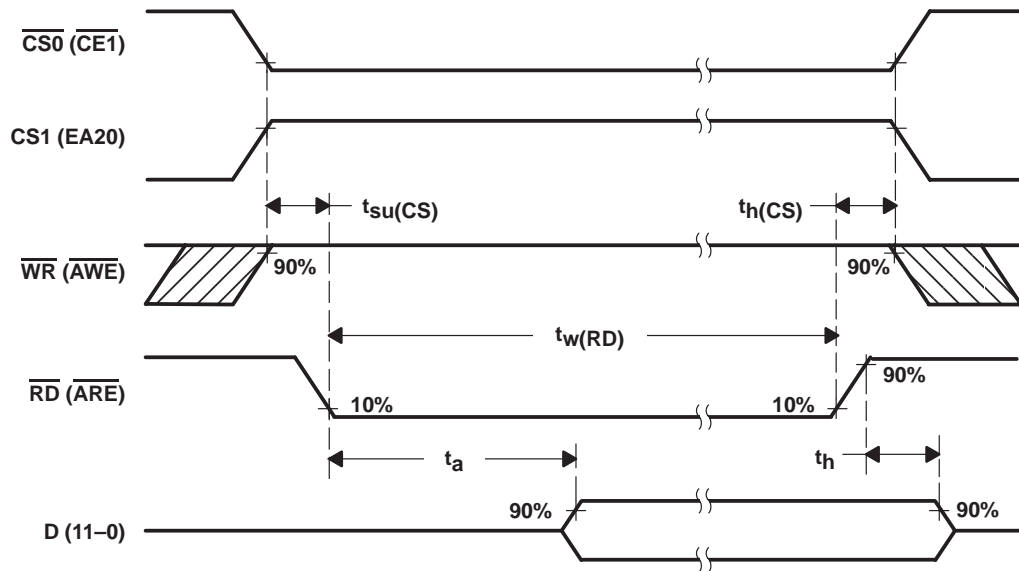 CS0 (CE1)
CS1 (EA20)
tsu(CS)
th(CS)
WR (AWE)
90%
90%
tw(RD)
RD (ARE)
10%
10%
90%
ta
th
90%
90%
D (11–0)